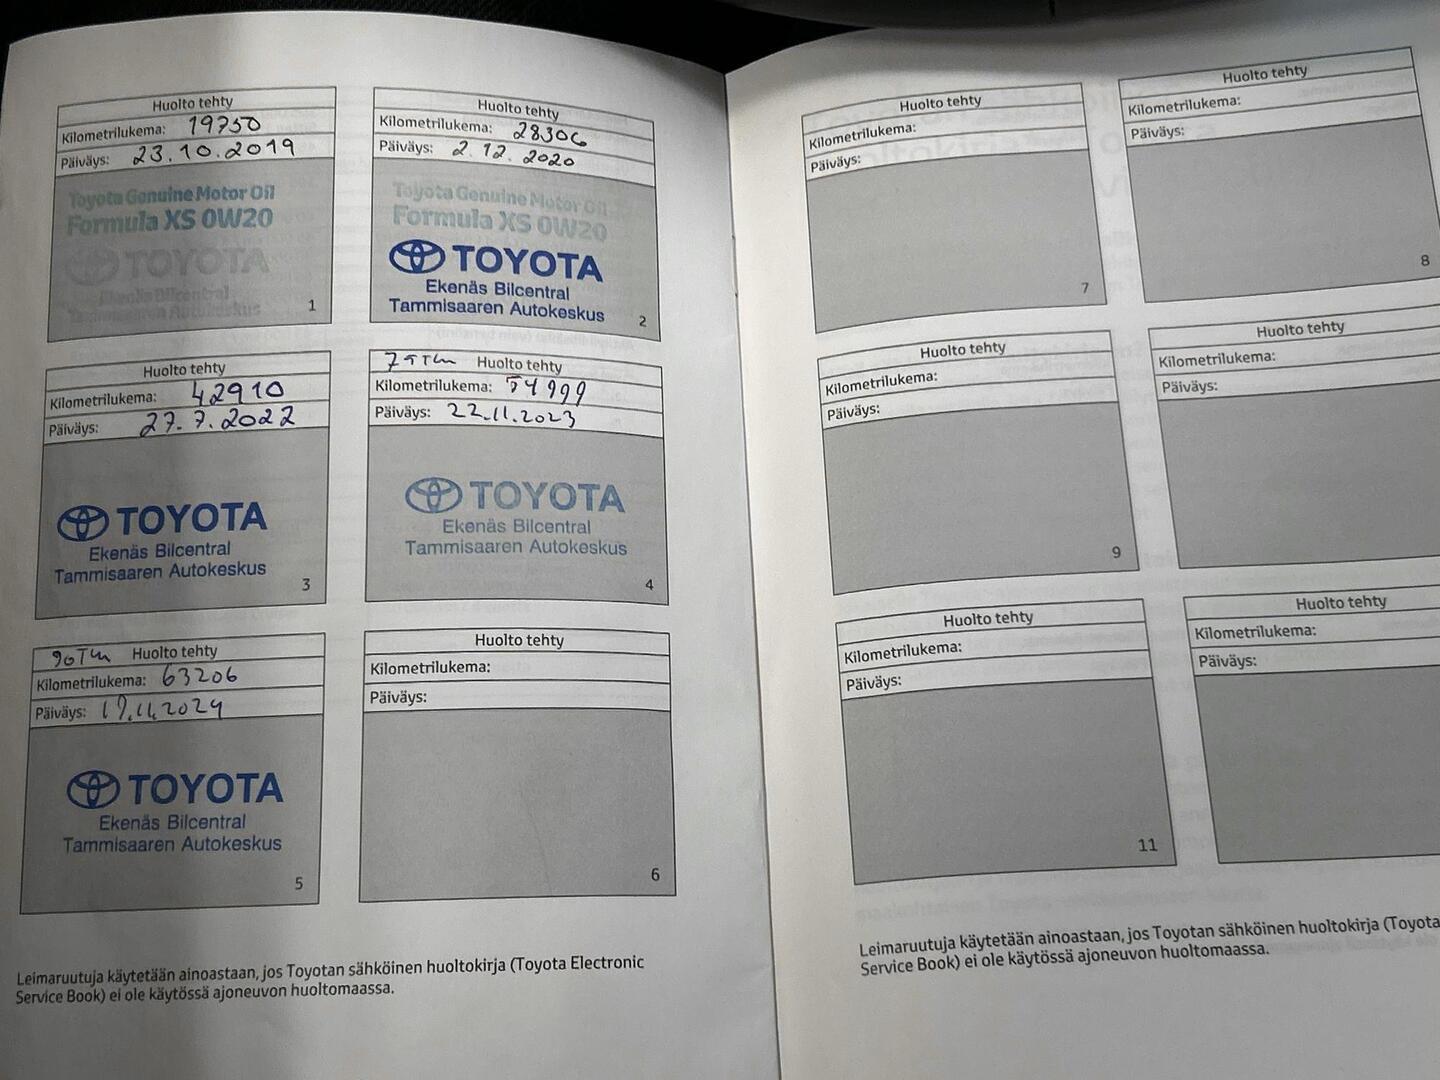 Huolto tehty
Kilometrilukema: 19750
Päiväys: 23.10.2019
Toyota Genuine Motor Oil
Formula XS 0W20
TOYOTA
Ekenäs Bilcentral
Tammisaaren Autokeskus
1
Huolto tehty
Kilometrilukema: 28306
Päiväys: 2.12.2020
Toyota Genuine Motor Oil
Formula XS 0W20
TOYOTA
Ekenäs Bilcentral
Tammisaaren Autokeskus
2
Huolto tehty
Kilometrilukema: 42910
Päiväys: 27.7.2022
TOYOTA
Ekenäs Bilcentral
Tammisaaren Autokeskus
3
Huolto tehty
Kilometrilukema: 54999
Päiväys: 22.11.2023
TOYOTA
Ekenäs Bilcentral
Tammisaaren Autokeskus
4
90Tkm Huolto tehty
Kilometrilukema: 63206
Päiväys: 19.11.2024
TOYOTA
Ekenäs Bilcentral
Tammisaaren Autokeskus
5
Huolto tehty
Kilometrilukema:
Päiväys:
6
Leimaruutuja käytetään ainoastaan, jos Toyotan sähköinen huoltokirja (Toyota Electronic
Service Book) ei ole käytössä ajoneuvon huoltomaassa.
Huolto tehty
Kilometrilukema:
Päiväys:
7
Huolto tehty
Kilometrilukema:
Päiväys:
8
Huolto tehty
Kilometrilukema:
Päiväys:
9
Huolto tehty
Kilometrilukema:
Päiväys:
Huolto tehty
Kilometrilukema:
Päiväys:
11
Huolto tehty
Kilometrilukema:
Päiväys:
Leimaruutuja käytetään ainoastaan, jos Toyotan sähköinen huoltokirja (Toyota
Service Book) ei ole käytössä ajoneuvon huoltomaassa.